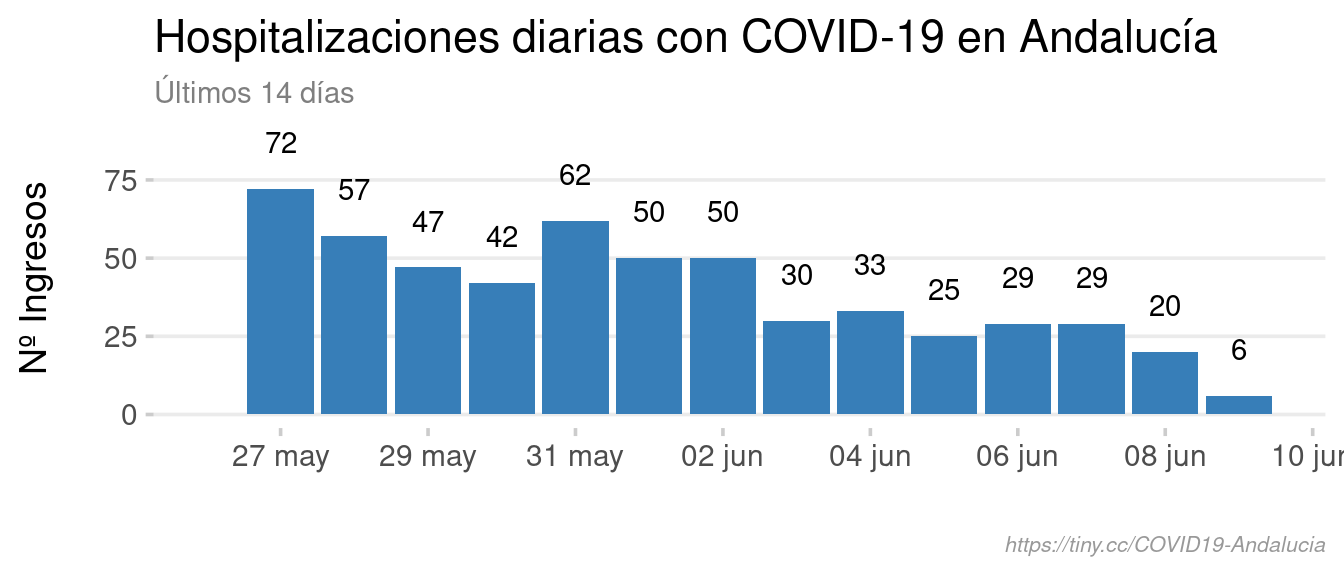 Hospitalizaciones diarias con COVID-19 en Andalucía
Últimos 14 días
Nº Ingresos
75
50
25
0
72
57
47
42
62
50
50
30
33
25
29
29
20
6
27 may
29 may
31 may
02 jun
04 jun
06 jun
08 jun
10 jun
https://tiny.cc/COVID19-Andalucia